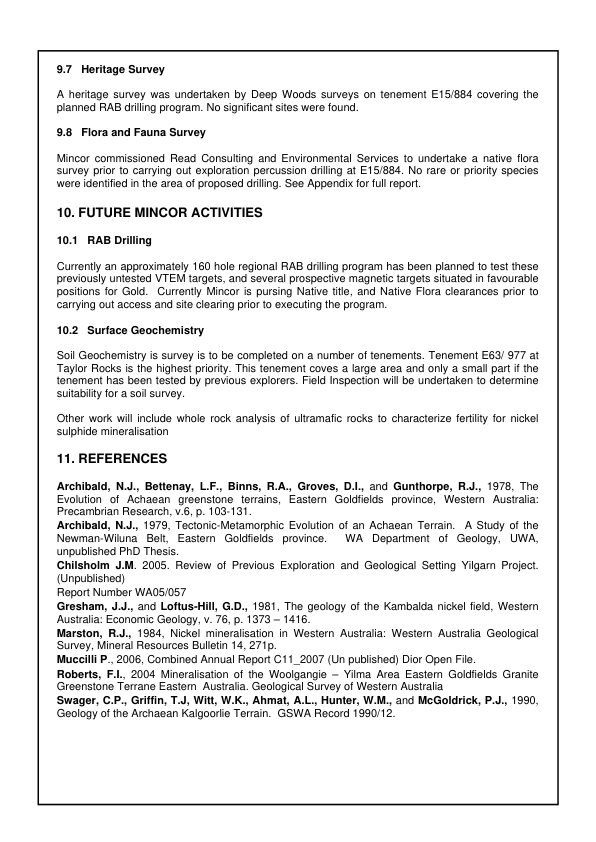 9.7 Heritage Survey
A heritage survey was undertaken by Deep Woods surveys on tenement E15/884 covering the
planned RAB drilling program. No significant sites were found.
9.8 Flora and Fauna Survey
Mincor commissioned Read Consulting and Environmental Services to undertake a native flora
survey prior to carrying out exploration percussion drilling at E15/884. No rare or priority species
were identified in the area of proposed drilling. See Appendix for full report.
10. FUTURE MINCOR ACTIVITIES
10.1 RAB Drilling
Currently an approximately 160 hole regional RAB drilling program has been planned to test these
previously untested VTEM targets, and several prospective magnetic targets situated in favourable
positions for Gold. Currently Mincor is pursing Native title, and Native Flora clearances prior to
carrying out access and site clearing prior to executing the program.
10.2 Surface Geochemistry
Soil Geochemistry is survey is to be completed on a number of tenements. Tenement E63/ 977 at
Taylor Rocks is the highest priority. This tenement coves a large area and only a small part if the
tenement has been tested by previous explorers. Field Inspection will be undertaken to determine
suitability for a soil survey.
Other work will include whole rock analysis of ultramafic rocks to characterize fertility for nickel
sulphide mineralisation
11. REFERENCES
Archibald, N.J., Bettenay, L.F., Binns, R.A., Groves, D.I., and Gunthorpe, R.J., 1978, The
Evolution of Achaean greenstone terrains, Eastern Goldfields province, Western Australia:
Precambrian Research, v.6, p. 103-131.
Archibald, N.J., 1979, Tectonic-Metamorphic Evolution of an Achaean Terrain. A Study of the
Newman-Wiluna Belt, Eastern Goldfields province. WA Department of Geology, UWA,
unpublished PhD Thesis.
Chilsholm J.M. 2005. Review of Previous Exploration and Geological Setting Yilgarn Project.
(Unpublished)
Report Number WA05/057
Gresham, J.J., and Loftus-Hill, G.D., 1981, The geology of the Kambalda nickel field, Western
Australia: Economic Geology, v. 76, p. 1373 – 1416.
Marston, R.J., 1984, Nickel mineralisation in Western Australia: Western Australia Geological
Survey, Mineral Resources Bulletin 14, 271p.
Muccilli P., 2006, Combined Annual Report C11_2007 (Un published) Dior Open File.
Roberts, F.I., 2004 Mineralisation of the Woolgangie – Yilma Area Eastern Goldfields Granite
Greenstone Terrane Eastern Australia. Geological Survey of Western Australia
Swager, C.P., Griffin, T.J, Witt, W.K., Ahmat, A.L., Hunter, W.M., and McGoldrick, P.J., 1990,
Geology of the Archaean Kalgoorlie Terrain. GSWA Record 1990/12.